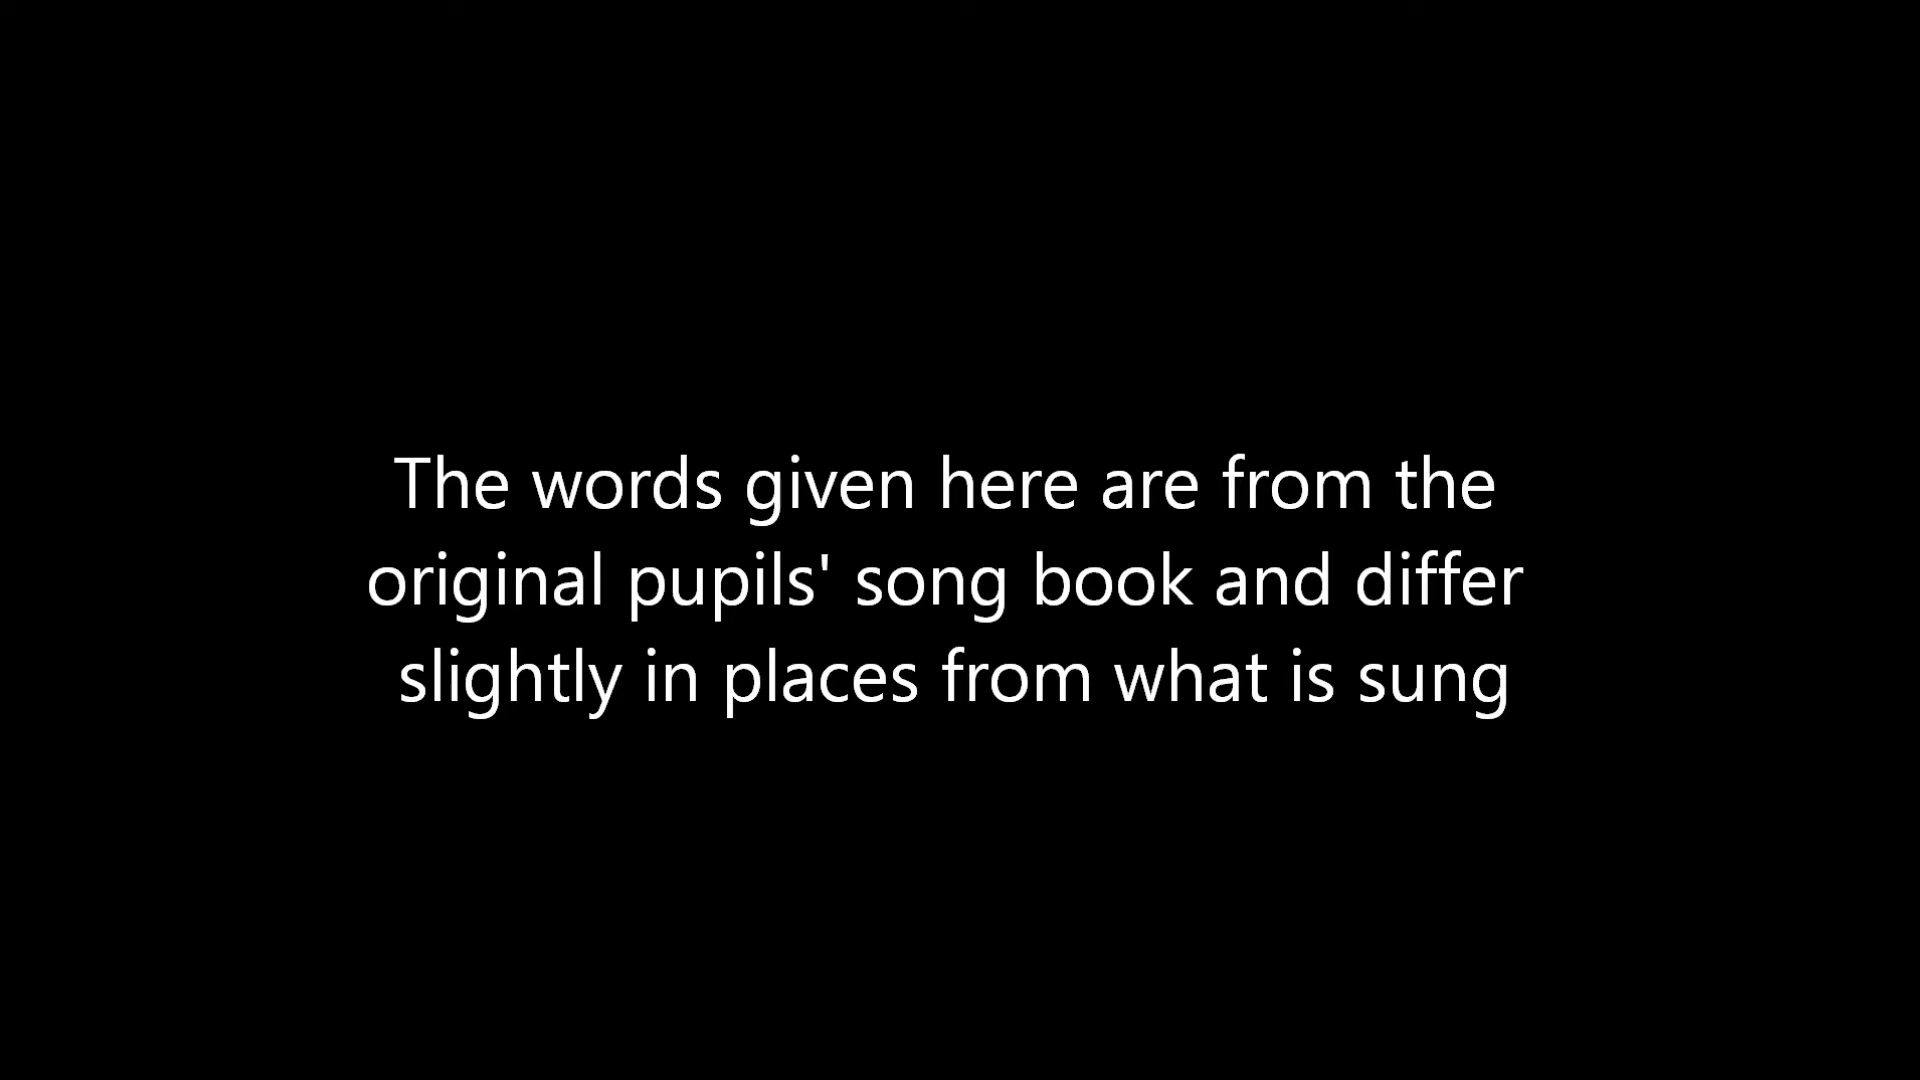 The words given here are from the
original pupils' song book and differ
slightly in places from what is sung